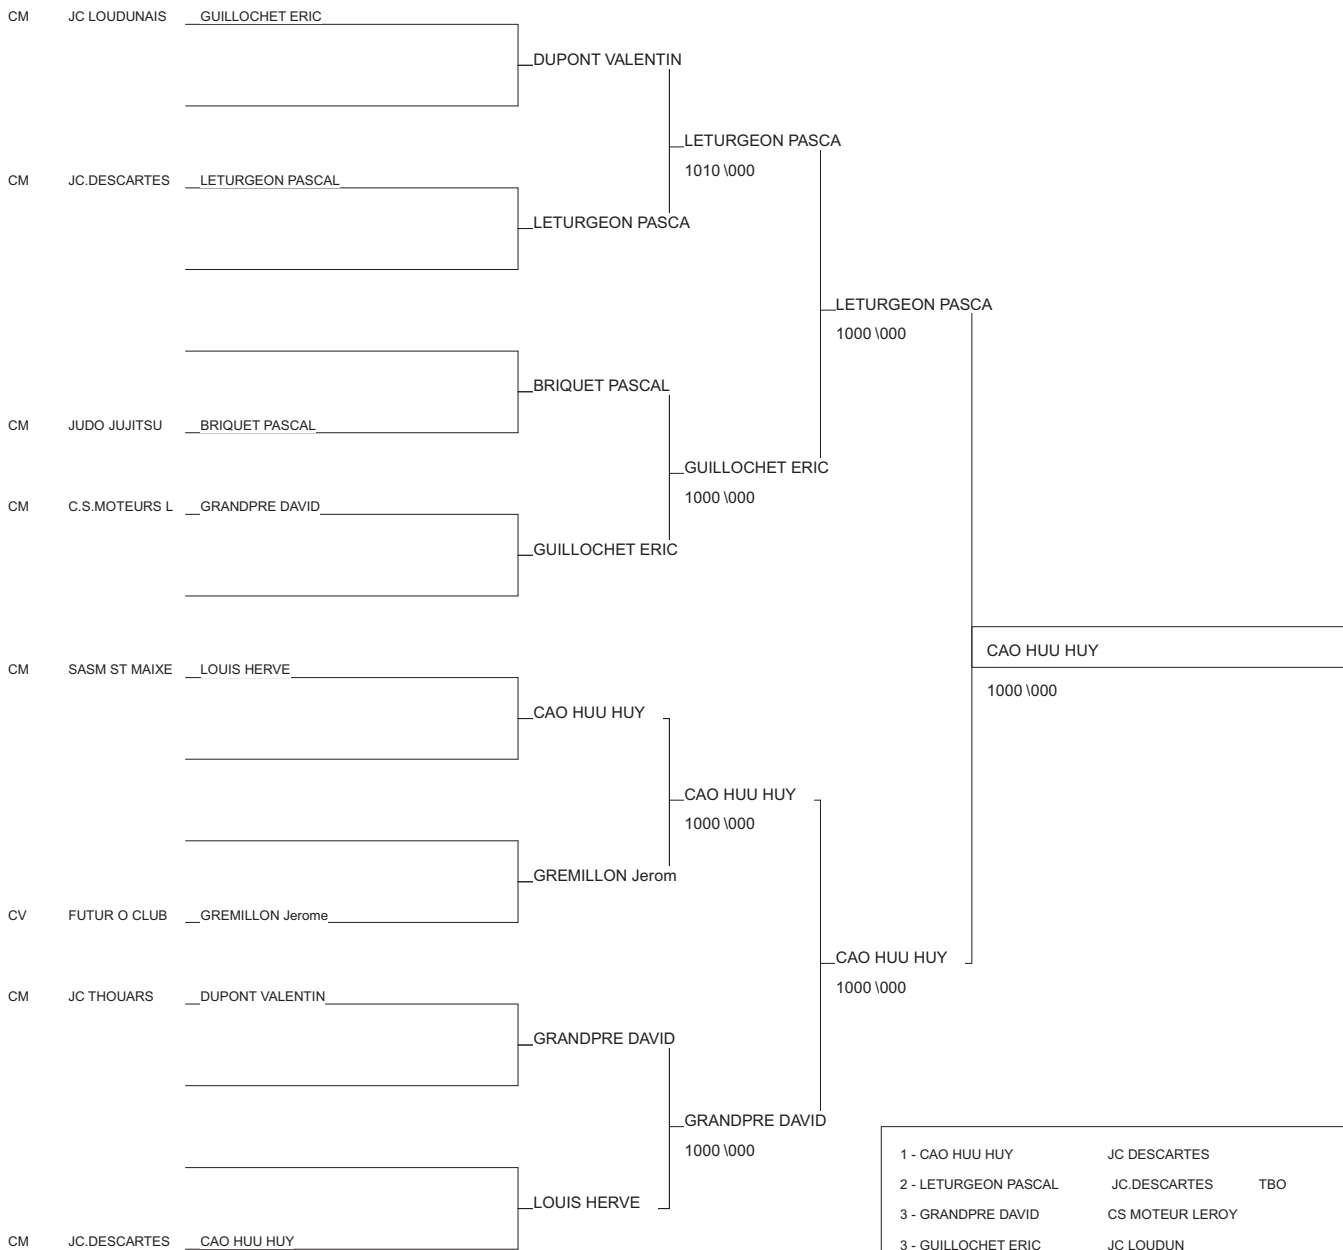 CM JC LOUDUNAIS GUILLOCHET ERIC
DUPONT VALENTIN
LETURGEON PASCA
1010 \000
CM JC.DESCARTES LETURGEON PASCAL
LETURGEON PASCA
LETURGEON PASCA
1000 \000
BRIQUET PASCAL
CM JUDO JUJITSU BRIQUET PASCAL
GUILLOCHET ERIC
1000 \000
CM C.S.MOTEURS L GRANDPRE DAVID
GUILLOCHET ERIC
CAO HUU HUY
1000 \000
CM SASM ST MAIXE LOUIS HERVE
CAO HUU HUY
CAO HUU HUY
1000 \000
GREMILLON Jerom
CV FUTUR O CLUB GREMILLON Jerome
CAO HUU HUY
1000 \000
CM JC THOUARS DUPONT VALENTIN
GRANDPRE DAVID
GRANDPRE DAVID
1000 \000
LOUIS HERVE
CM JC.DESCARTES CAO HUU HUY
1 - CAO HUU HUY JC DESCARTES
2 - LETURGEON PASCAL JC.DESCARTES TBO
3 - GRANDPRE DAVID CS MOTEUR LEROY
3 - GUILLOCHET ERIC JC LOUDUN